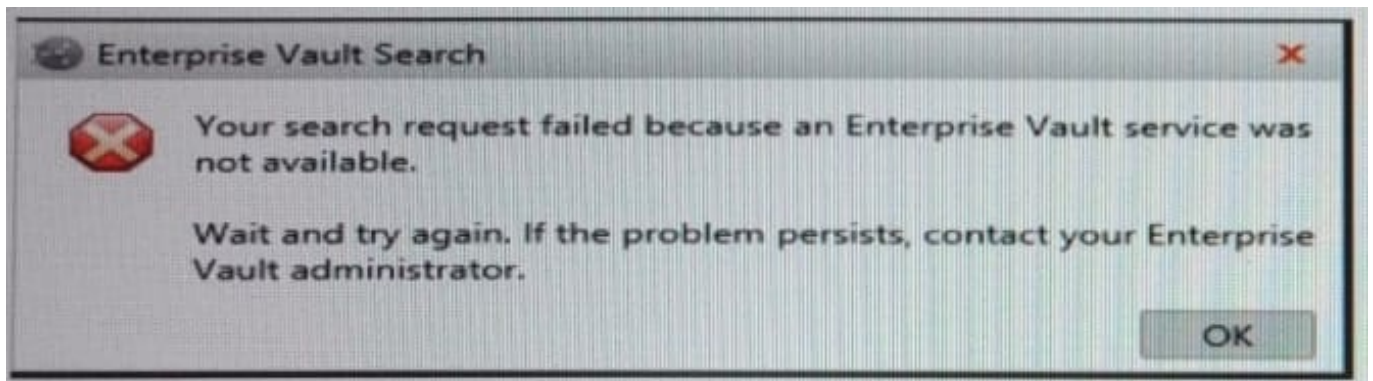 Enterprise Vault Search
Your search request failed because an Enterprise Vault service was
not available.
Wait and try again. If the problem persists, contact your Enterprise
Vault administrator.
OK